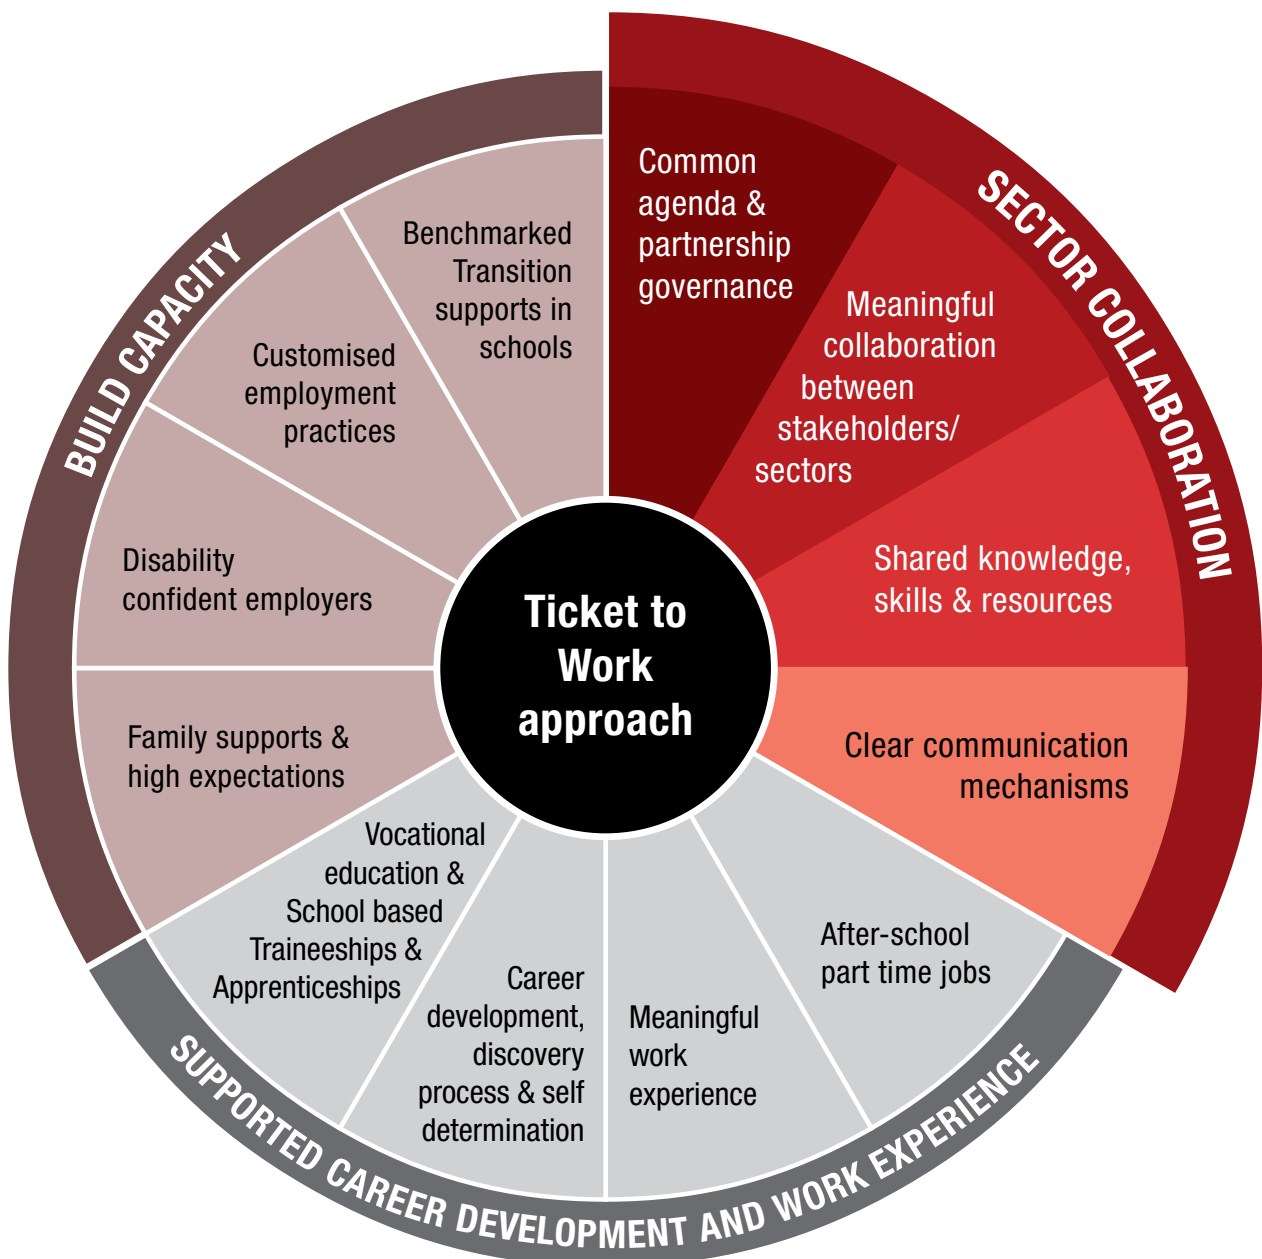 Ticket to
Work
approach
SECTOR COLLABORATION
Common
agenda &
partnership
governance
Meaningful
collaboration
between
stakeholders/
sectors
Shared knowledge,
skills & resources
Clear communication
mechanisms
SUPPORTED CAREER DEVELOPMENT AND WORK EXPERIENCE
After-school
part time jobs
Meaningful
work
experience
Career
development,
discovery
process & self
determination
Vocational
education &
School based
Traineeships &
Apprenticeships
BUILD CAPACITY
Family supports &
high expectations
Disability
confident employers
Customised
employment
practices
Benchmarked
Transition
supports in
schools